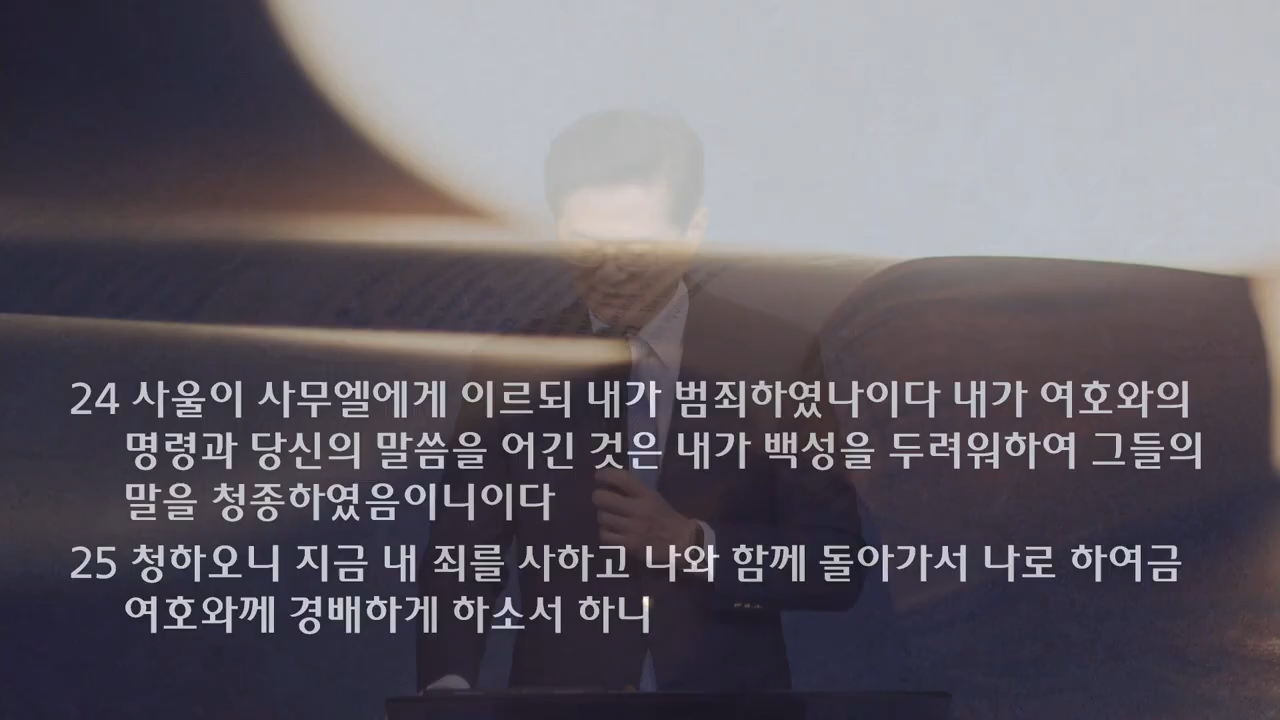 24 사울이 사무엘에게 이르되 내가 범죄하였나이다 내가 여호와의
명령과 당신의 말씀을 어긴 것은 내가 백성을 두려워하여 그들의
말을 청종하였음이니이다
25 청하오니 지금 내 죄를 사하고 나와 함께 돌아가서 나로 하여금
여호와께 경배하게 하소서 하니